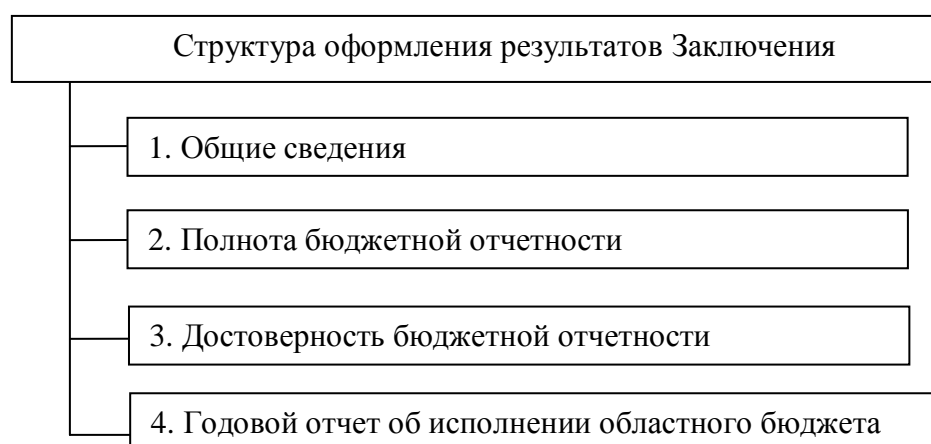 Структура оформления результатов Заключения
1. Общие сведения
2. Полнота бюджетной отчетности
3. Достоверность бюджетной отчетности
4. Годовой отчет об исполнении областного бюджета